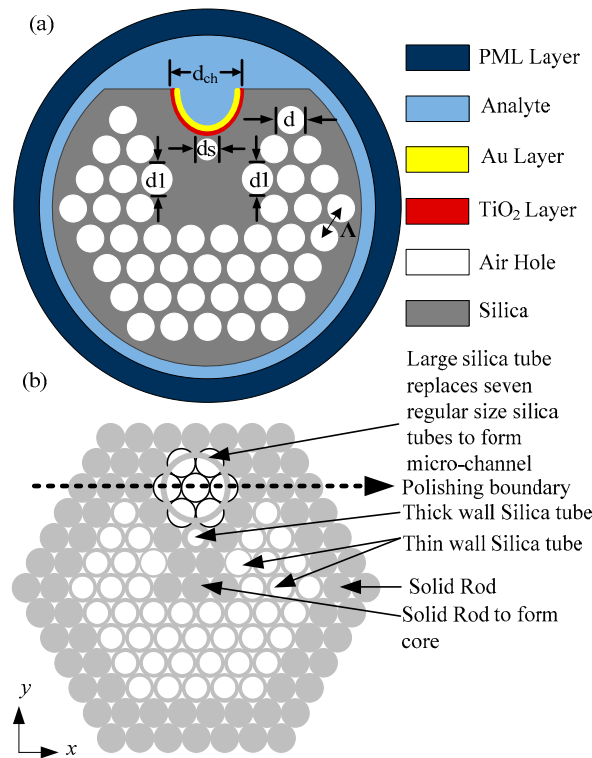 (a)
d_ch
d
ds
d1
d1
Λ
PML Layer
Analyte
Au Layer
TiO₂ Layer
Air Hole
Silica
(b)
Large silica tube
replaces seven
regular size silica
tubes to form
micro-channel
Polishing boundary
Thick wall Silica tube
Thin wall Silica tube
Solid Rod
Solid Rod to form
core
y
x